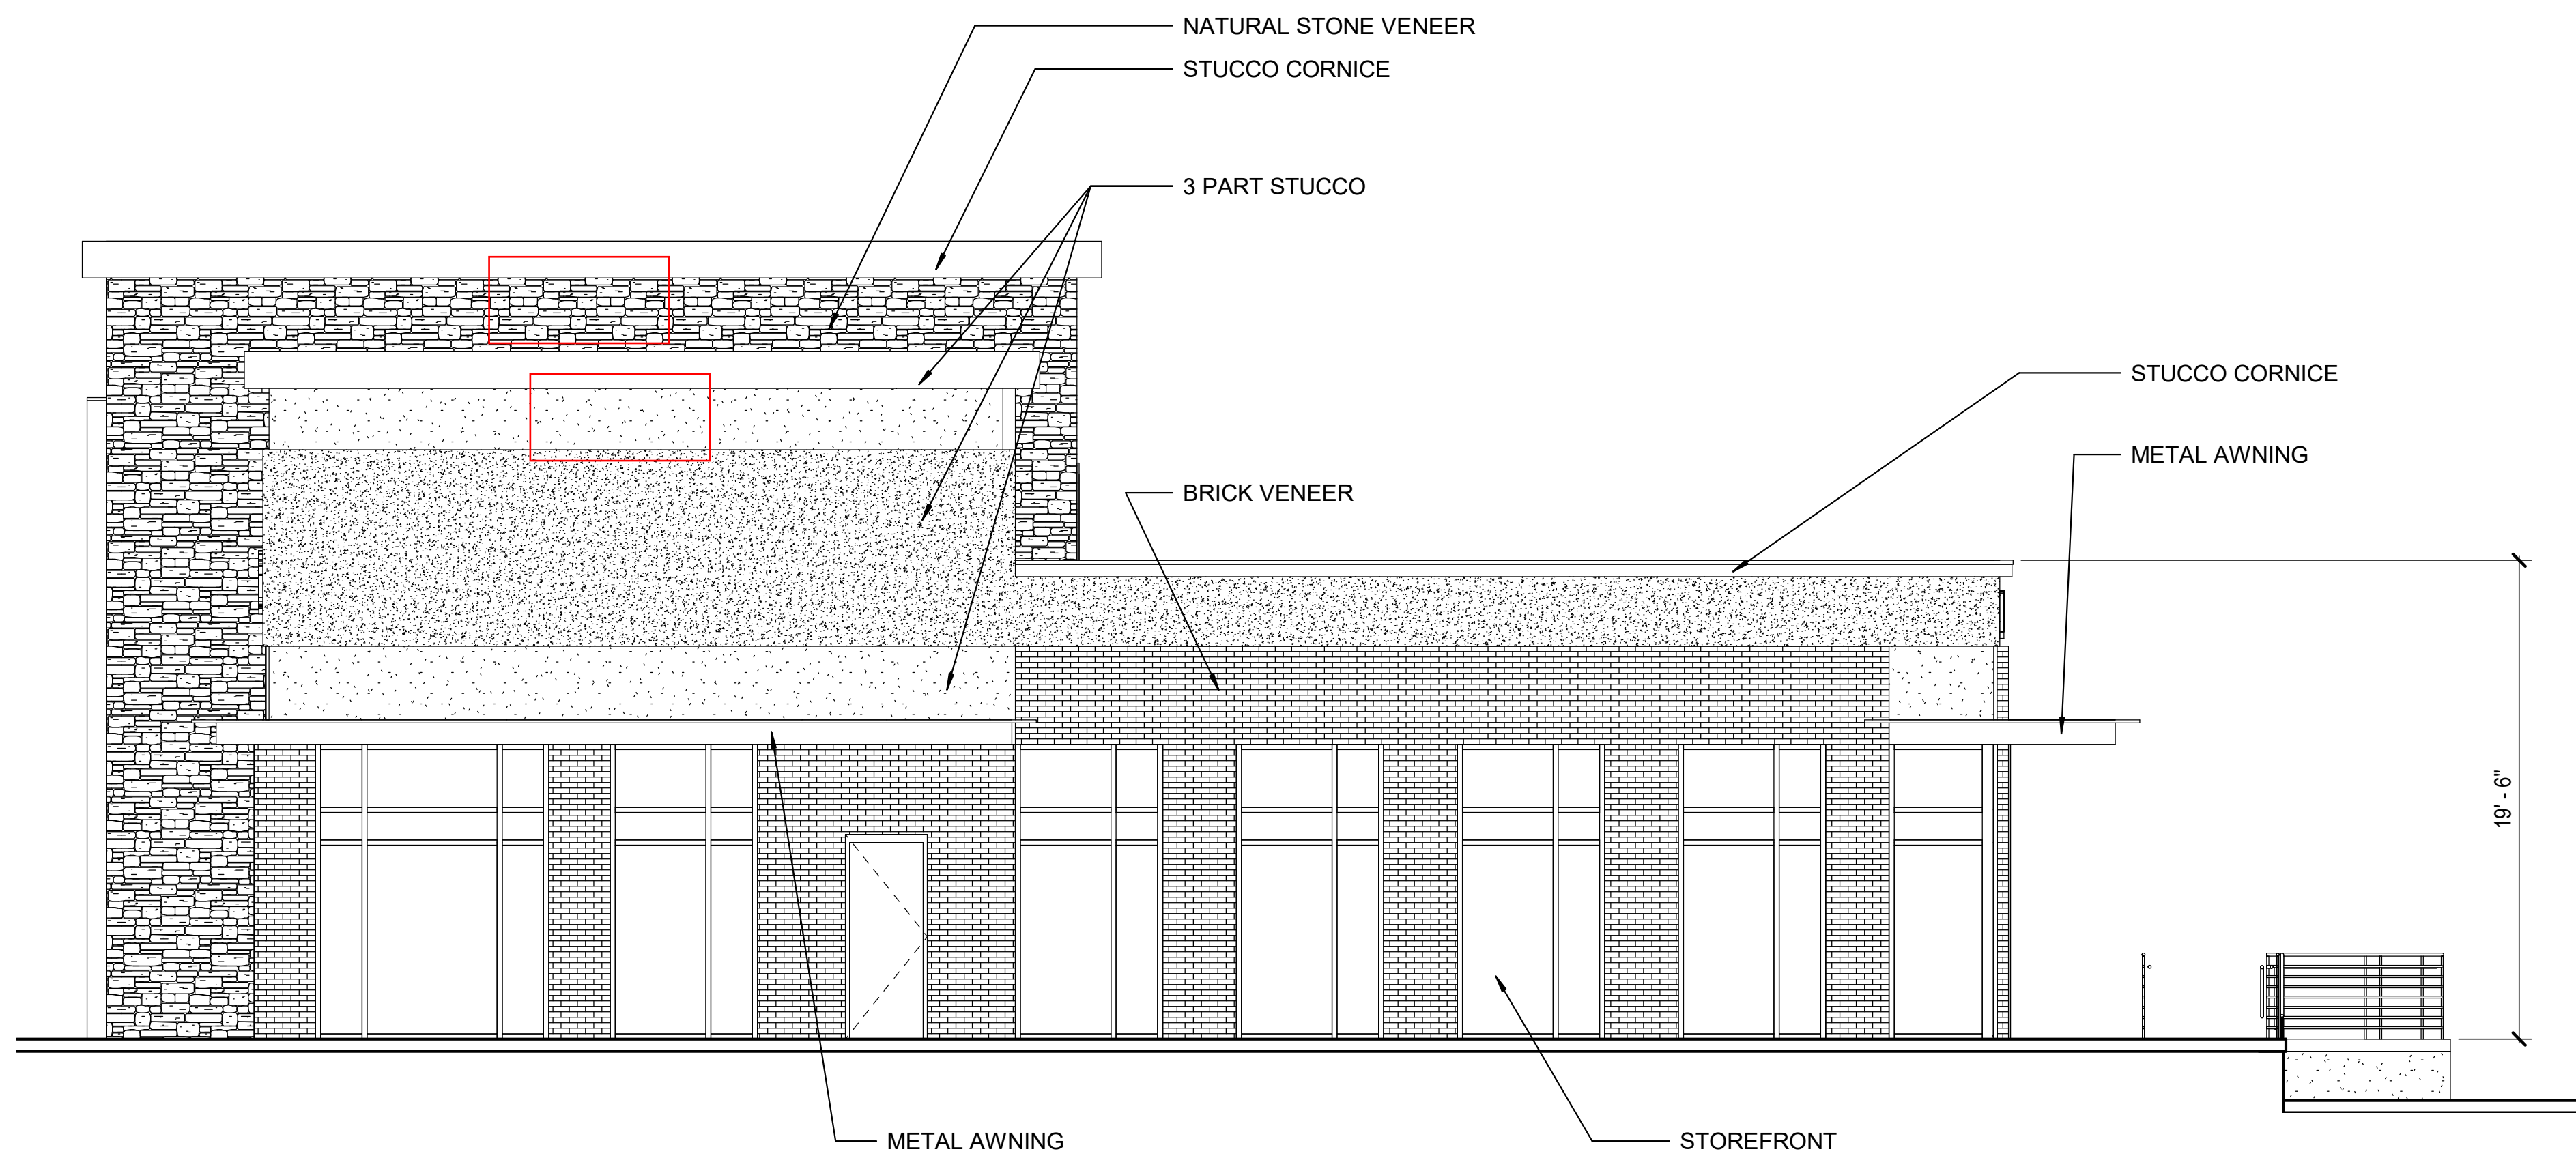 NATURAL STONE VENEER
STUCCO CORNICE
3 PART STUCCO
STUCCO CORNICE
METAL AWNING
BRICK VENEER
19' - 6"
METAL AWNING
STOREFRONT